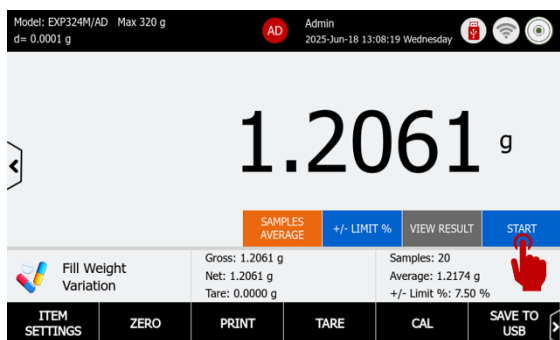 Model: EXP324M/AD Max 320 g
d= 0.0001 g
AD
Admin
2025-Jun-18 13:08:19 Wednesday
1.2061 g
SAMPLES
AVERAGE
+/- LIMIT %
VIEW RESULT
START
Fill Weight
Variation
Gross: 1.2061 g
Net: 1.2061 g
Tare: 0.0000 g
Samples: 20
Average: 1.2174 g
+/- Limit %: 7.50 %
ITEM
SETTINGS
ZERO
PRINT
TARE
CAL
SAVE TO
USB